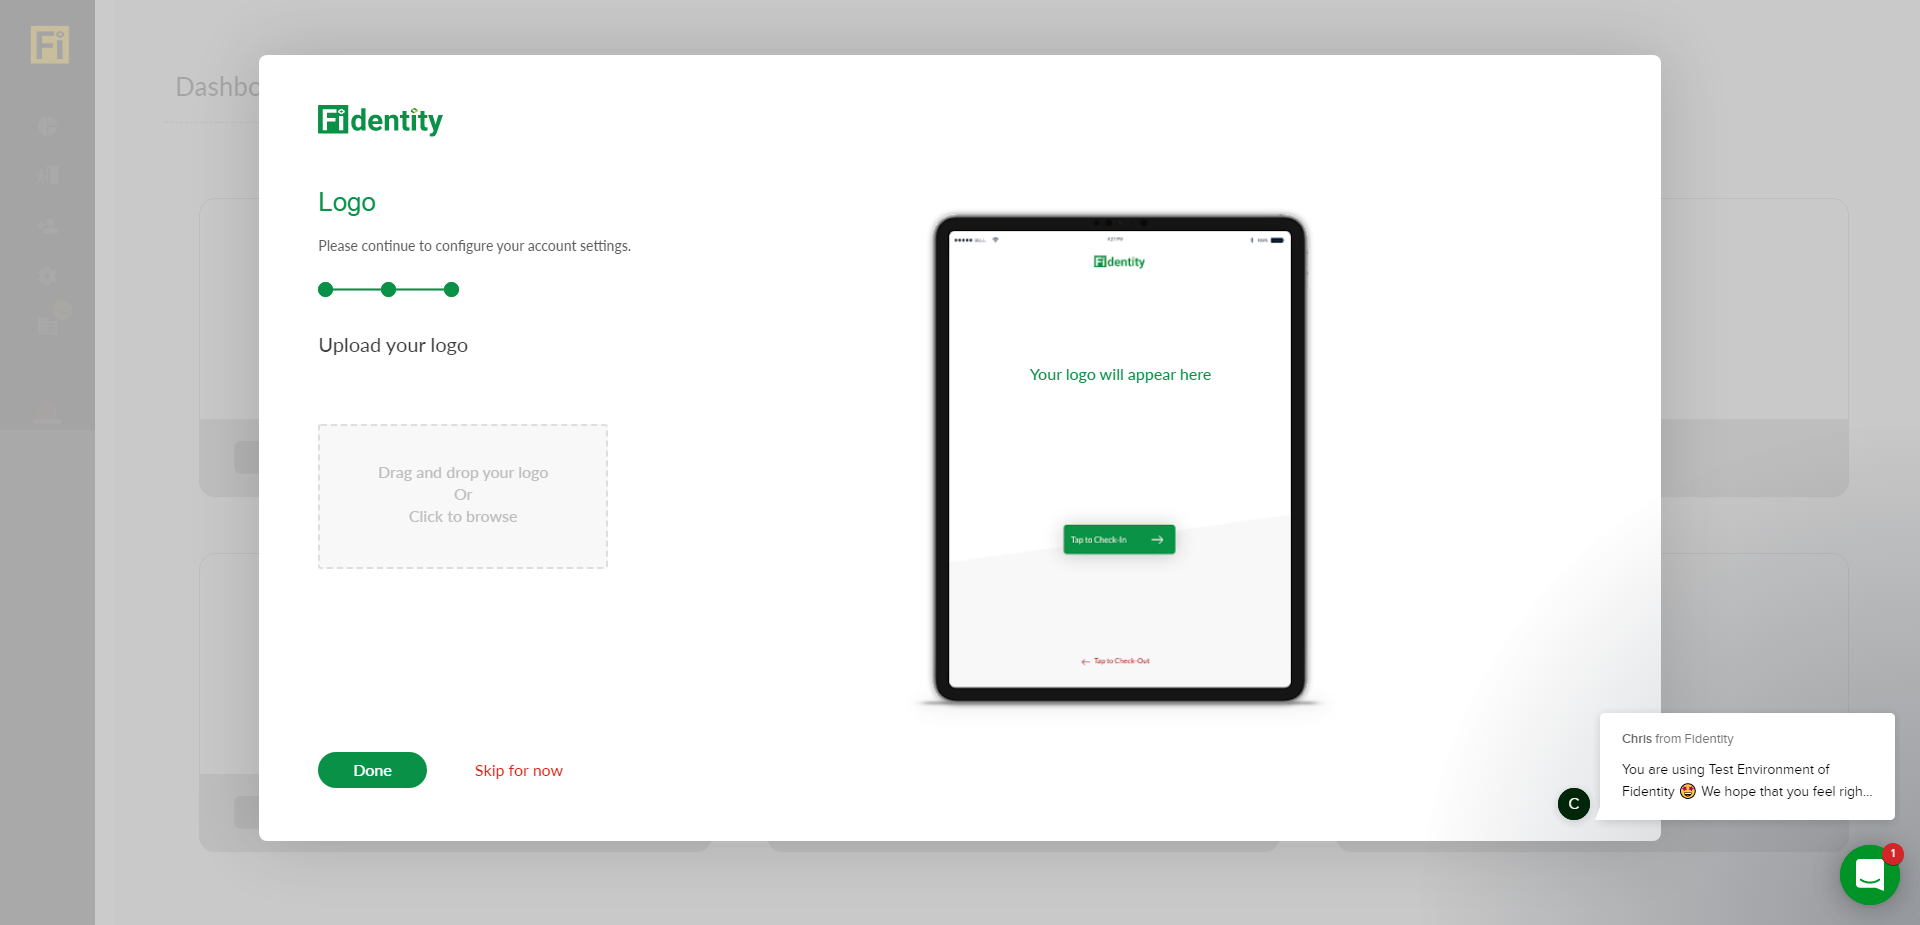 Fi
Dashbo
Fidentity
Logo
Please continue to configure your account settings.
Upload your logo
Drag and drop your logo
Or
Click to browse
Done
Skip for now
Fidentity
Your logo will appear here
Tap to Check-In
Tap to Check-Out
Chris from Fidentity
You are using Test Environment of
Fidentity 🤩 We hope that you feel righ...
C
1